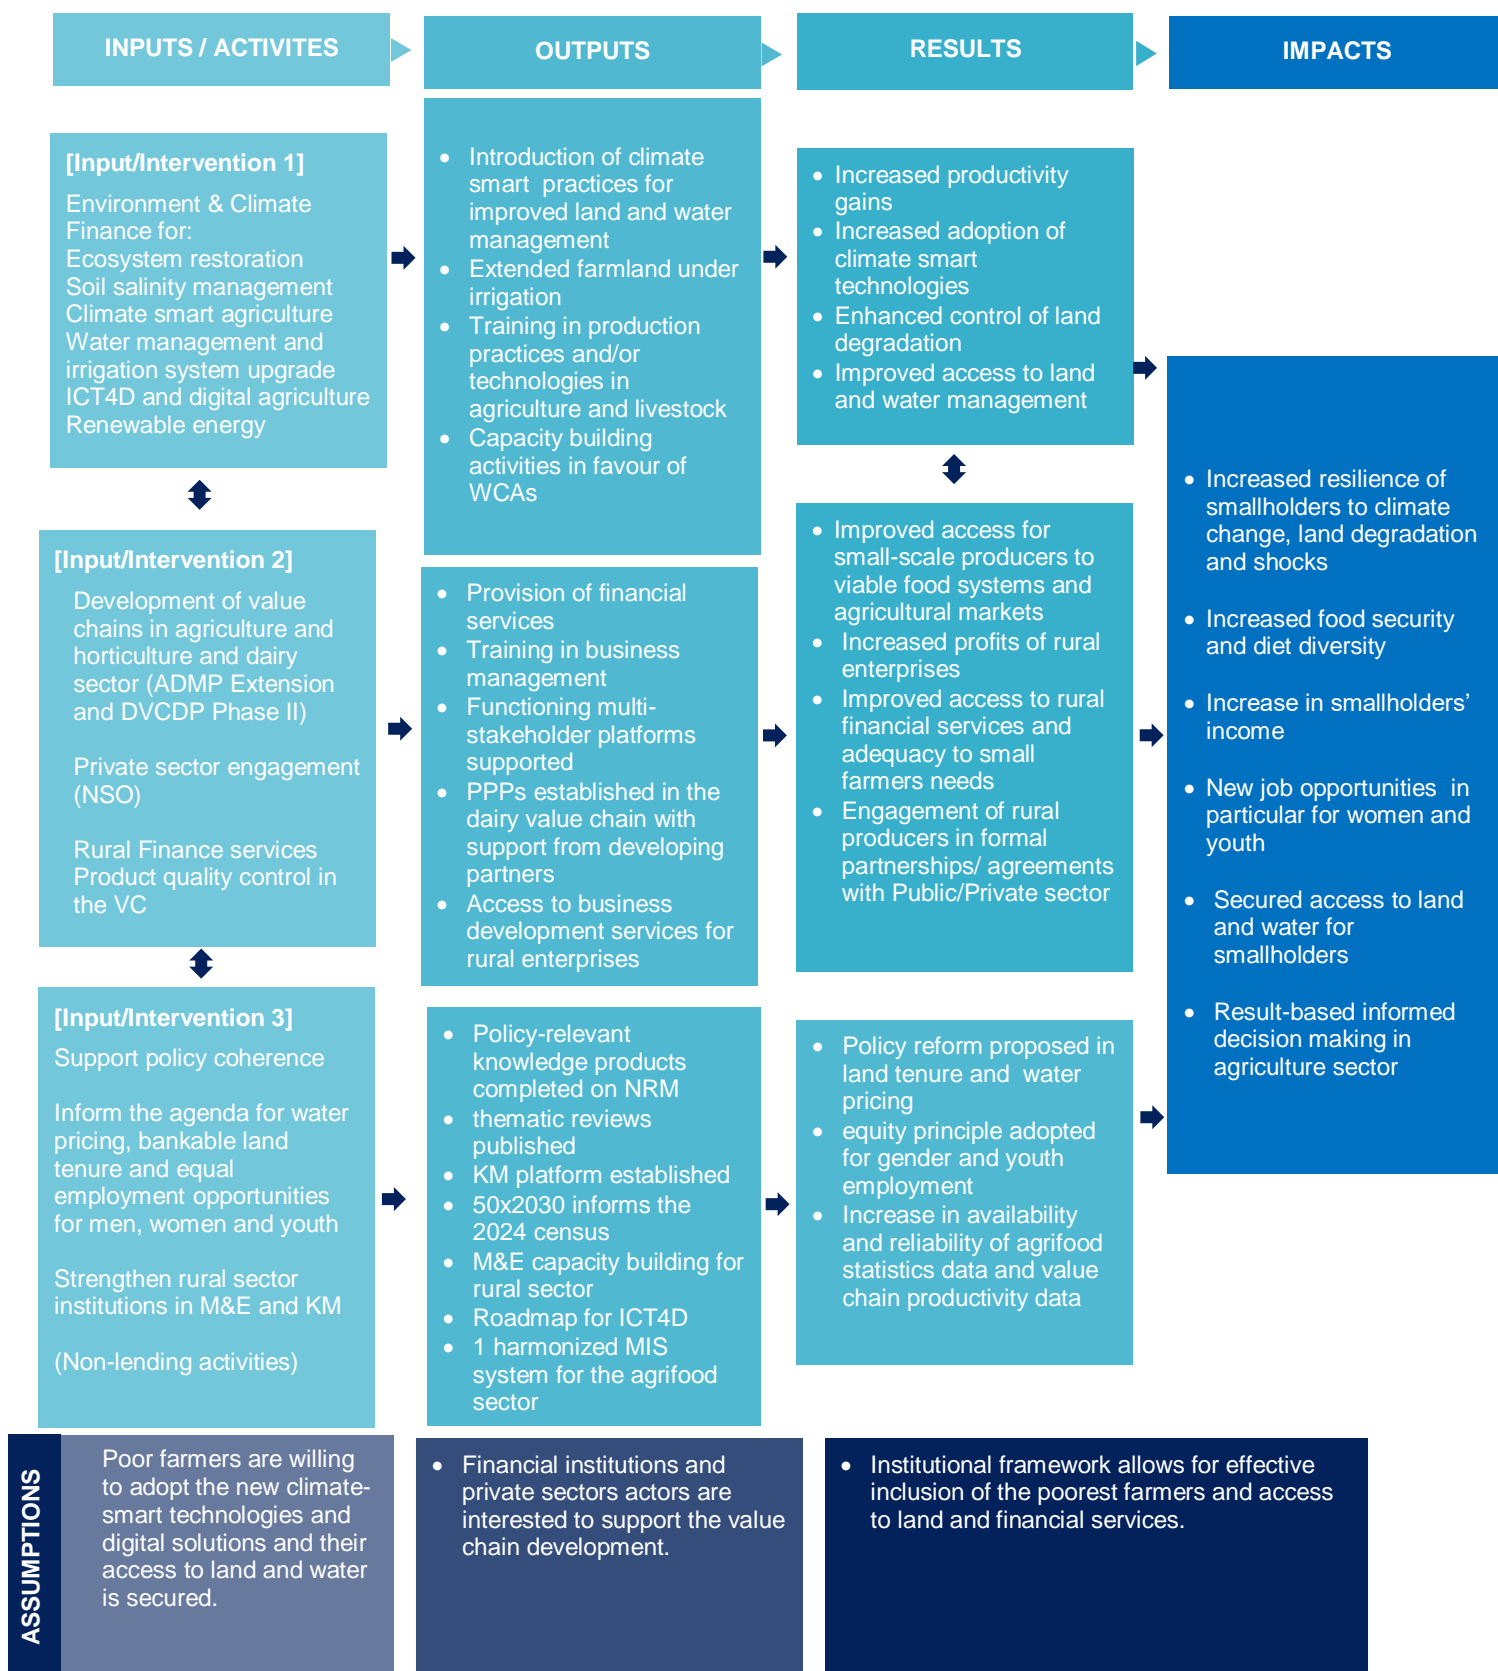 INPUTS / ACTIVITES
OUTPUTS
RESULTS
IMPACTS
[Input/Intervention 1]
Environment & Climate
Finance for:
Ecosystem restoration
Soil salinity management
Climate smart agriculture
Water management and
irrigation system upgrade
ICT4D and digital agriculture
Renewable energy
• Introduction of climate
smart practices for
improved land and water
management
• Extended farmland under
irrigation
• Training in production
practices and/or
technologies in
agriculture and livestock
• Capacity building
activities in favour of
WCAs
• Increased productivity
gains
• Increased adoption of
climate smart
technologies
• Enhanced control of land
degradation
• Improved access to land
and water management
[Input/Intervention 2]
Development of value
chains in agriculture and
horticulture and dairy
sector (ADMP Extension
and DVCDP Phase II)
Private sector engagement
(NSO)
Rural Finance services
Product quality control in
the VC
• Provision of financial
services
• Training in business
management
• Functioning multi-
stakeholder platforms
supported
• PPPs established in the
dairy value chain with
support from developing
partners
• Access to business
development services for
rural enterprises
• Improved access for
small-scale producers to
viable food systems and
agricultural markets
• Increased profits of rural
enterprises
• Improved access to rural
financial services and
adequacy to small
farmers needs
• Engagement of rural
producers in formal
partnerships/ agreements
with Public/Private sector
• Increased resilience of
smallholders to climate
change, land degradation
and shocks
• Increased food security
and diet diversity
• Increase in smallholders’
income
• New job opportunities in
particular for women and
youth
• Secured access to land
and water for
smallholders
• Result-based informed
decision making in
agriculture sector
[Input/Intervention 3]
Support policy coherence
Inform the agenda for water
pricing, bankable land
tenure and equal
employment opportunities
for men, women and youth
Strengthen rural sector
institutions in M&E and KM
(Non-lending activities)
• Policy-relevant
knowledge products
completed on NRM
• thematic reviews
published
• KM platform established
• 50x2030 informs the
2024 census
• M&E capacity building for
rural sector
• Roadmap for ICT4D
• 1 harmonized MIS
system for the agrifood
sector
• Policy reform proposed in
land tenure and water
pricing
• equity principle adopted
for gender and youth
employment
• Increase in availability
and reliability of agrifood
statistics data and value
chain productivity data
ASSUMPTIONS
Poor farmers are willing
to adopt the new climate-
smart technologies and
digital solutions and their
access to land and water
is secured.
• Financial institutions and
private sectors actors are
interested to support the value
chain development.
• Institutional framework allows for effective
inclusion of the poorest farmers and access
to land and financial services.